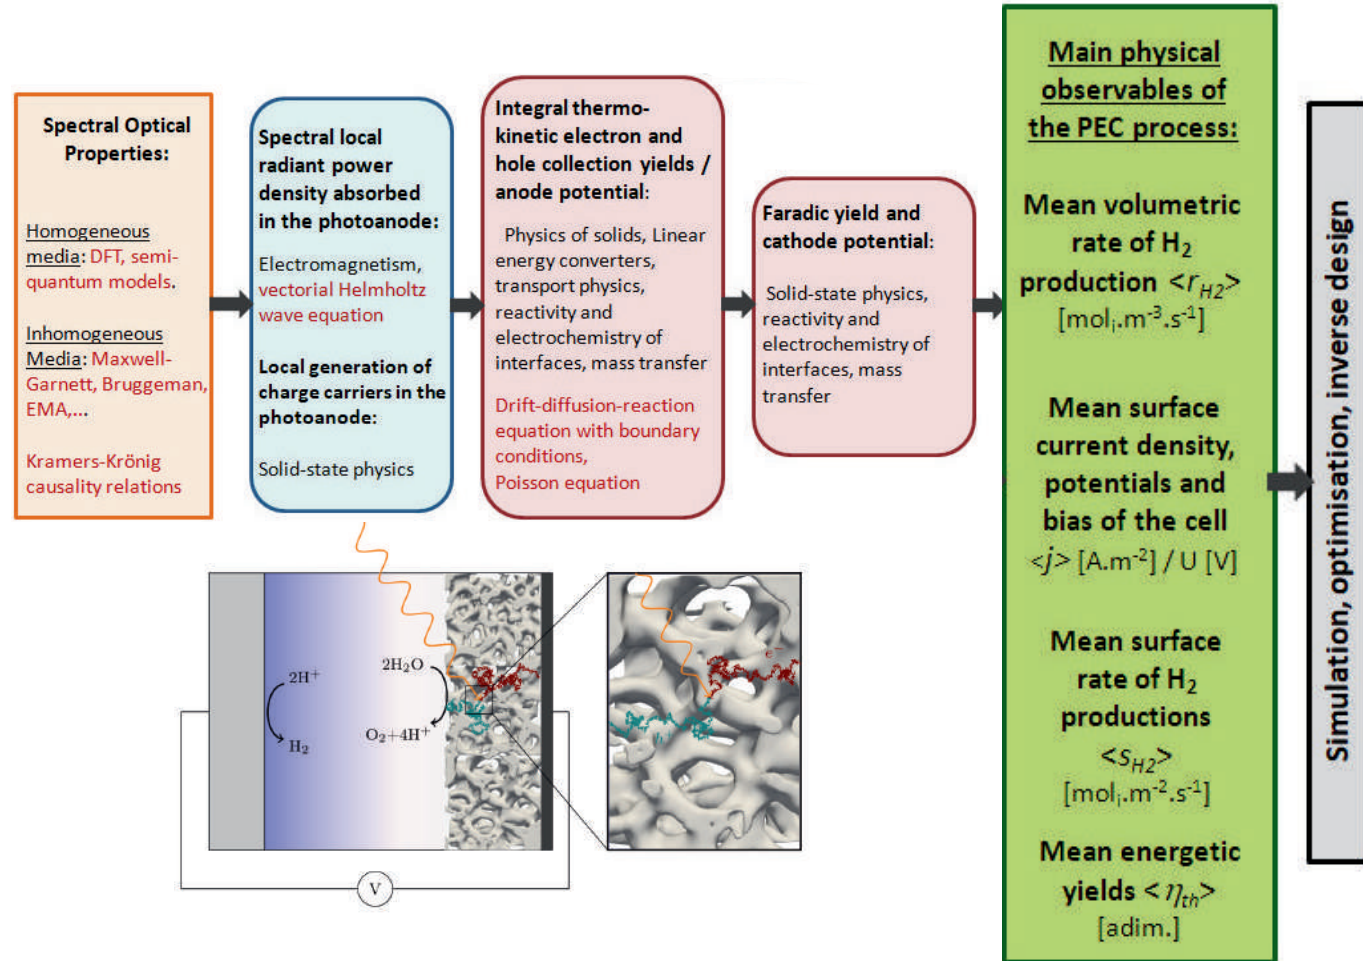 Spectral Optical
Properties:
Homogeneous
media: DFT, semi-
quantum models.
Inhomogeneous
Media: Maxwell-
Garnett, Bruggeman,
EMA,...
Kramers-Krönig
causality relations
Spectral local
radiant power
density absorbed
in the photoanode:
Electromagnetism,
vectorial Helmholtz
wave equation
Local generation of
charge carriers in the
photoanode:
Solid-state physics
Integral thermo-
kinetic electron and
hole collection yields /
anode potential:
Physics of solids, Linear
energy converters,
transport physics,
reactivity and
electrochemistry of
interfaces, mass transfer
Drift-diffusion-reaction
equation with boundary
conditions,
Poisson equation
Faradic yield and
cathode potential:
Solid-state physics,
reactivity and
electrochemistry of
interfaces, mass
transfer
Main physical
observables of
the PEC process:
Mean volumetric
rate of H₂
production <r_H2>
[molᵢ.m⁻³.s⁻¹]
Mean surface
current density,
potentials and
bias of the cell
<j> [A.m⁻²] / U [V]
Mean surface
rate of H₂
productions
<s_H2>
[molᵢ.m⁻².s⁻¹]
Mean energetic
yields <η_th>
[adim.]
Simulation, optimisation, inverse design
2H⁺
H₂
2H₂O
O₂+4H⁺
e⁻
V